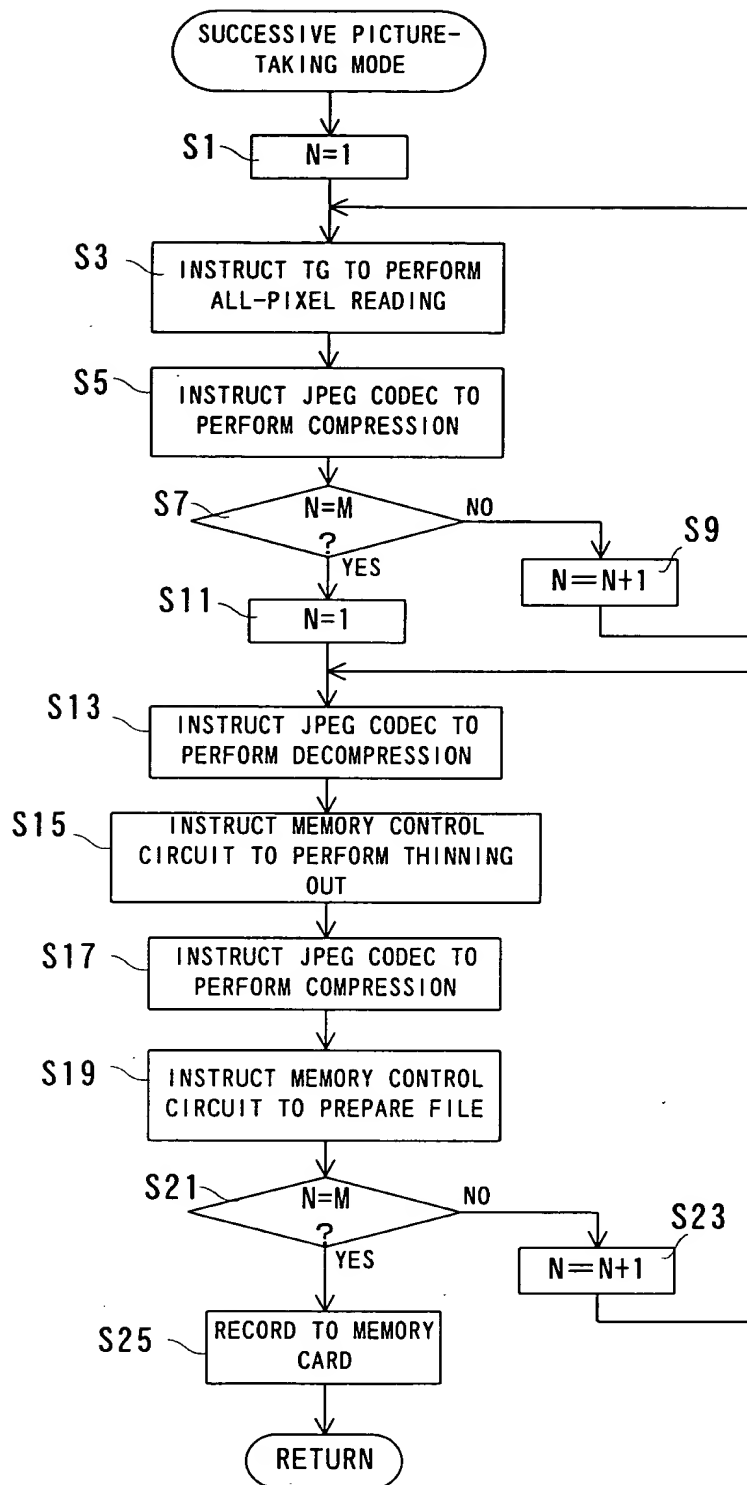 SUCCESSIVE PICTURE-
TAKING MODE
S1
N=1
S3
INSTRUCT TG TO PERFORM
ALL-PIXEL READING
S5
INSTRUCT JPEG CODEC TO
PERFORM COMPRESSION
S7
N=M
?
NO
YES
S9
N=N+1
S11
N=1
S13
INSTRUCT JPEG CODEC TO
PERFORM DECOMPRESSION
S15
INSTRUCT MEMORY CONTROL
CIRCUIT TO PERFORM THINNING
OUT
S17
INSTRUCT JPEG CODEC TO
PERFORM COMPRESSION
S19
INSTRUCT MEMORY CONTROL
CIRCUIT TO PREPARE FILE
S21
N=M
?
NO
YES
S23
N=N+1
S25
RECORD TO MEMORY
CARD
RETURN